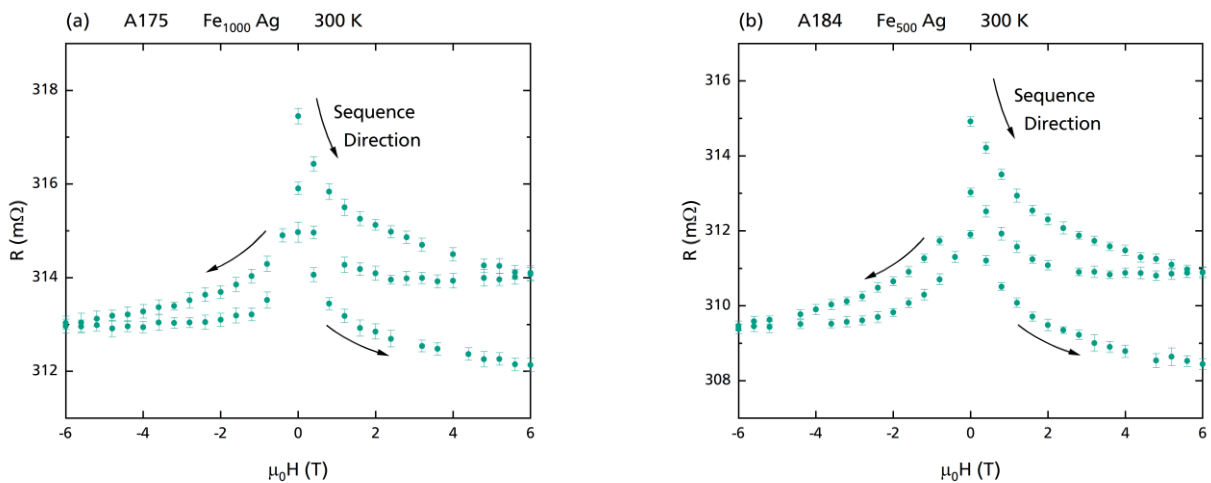 (a) A175 Fe₁₀₀₀ Ag 300 K
318
316
314
312
R (mΩ)
Sequence
Direction
-6 -4 -2 0 2 4 6
μ₀H (T)
(b) A184 Fe₅₀₀ Ag 300 K
316
314
312
310
308
R (mΩ)
Sequence
Direction
-6 -4 -2 0 2 4 6
μ₀H (T)